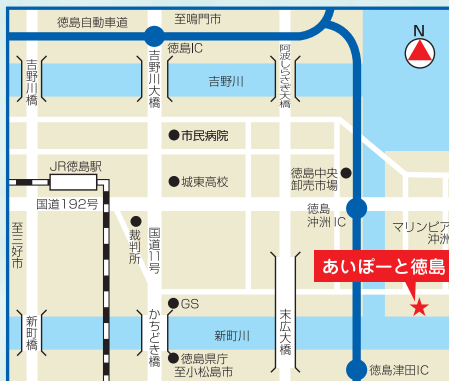 徳島自動車道
至鳴門市
N
徳島IC
吉野川橋
吉野川大橋
阿波しらさぎ大橋
吉野川
市民病院
JR徳島駅
城東高校
徳島中央
卸売市場
国道192号
徳島
沖洲IC
マリンピア
沖洲
至三好市
裁判所
国道11号
あいぽーと徳島
GS
新町橋
かちどき橋
新町川
末広大橋
徳島県庁
至小松島市
徳島津田IC